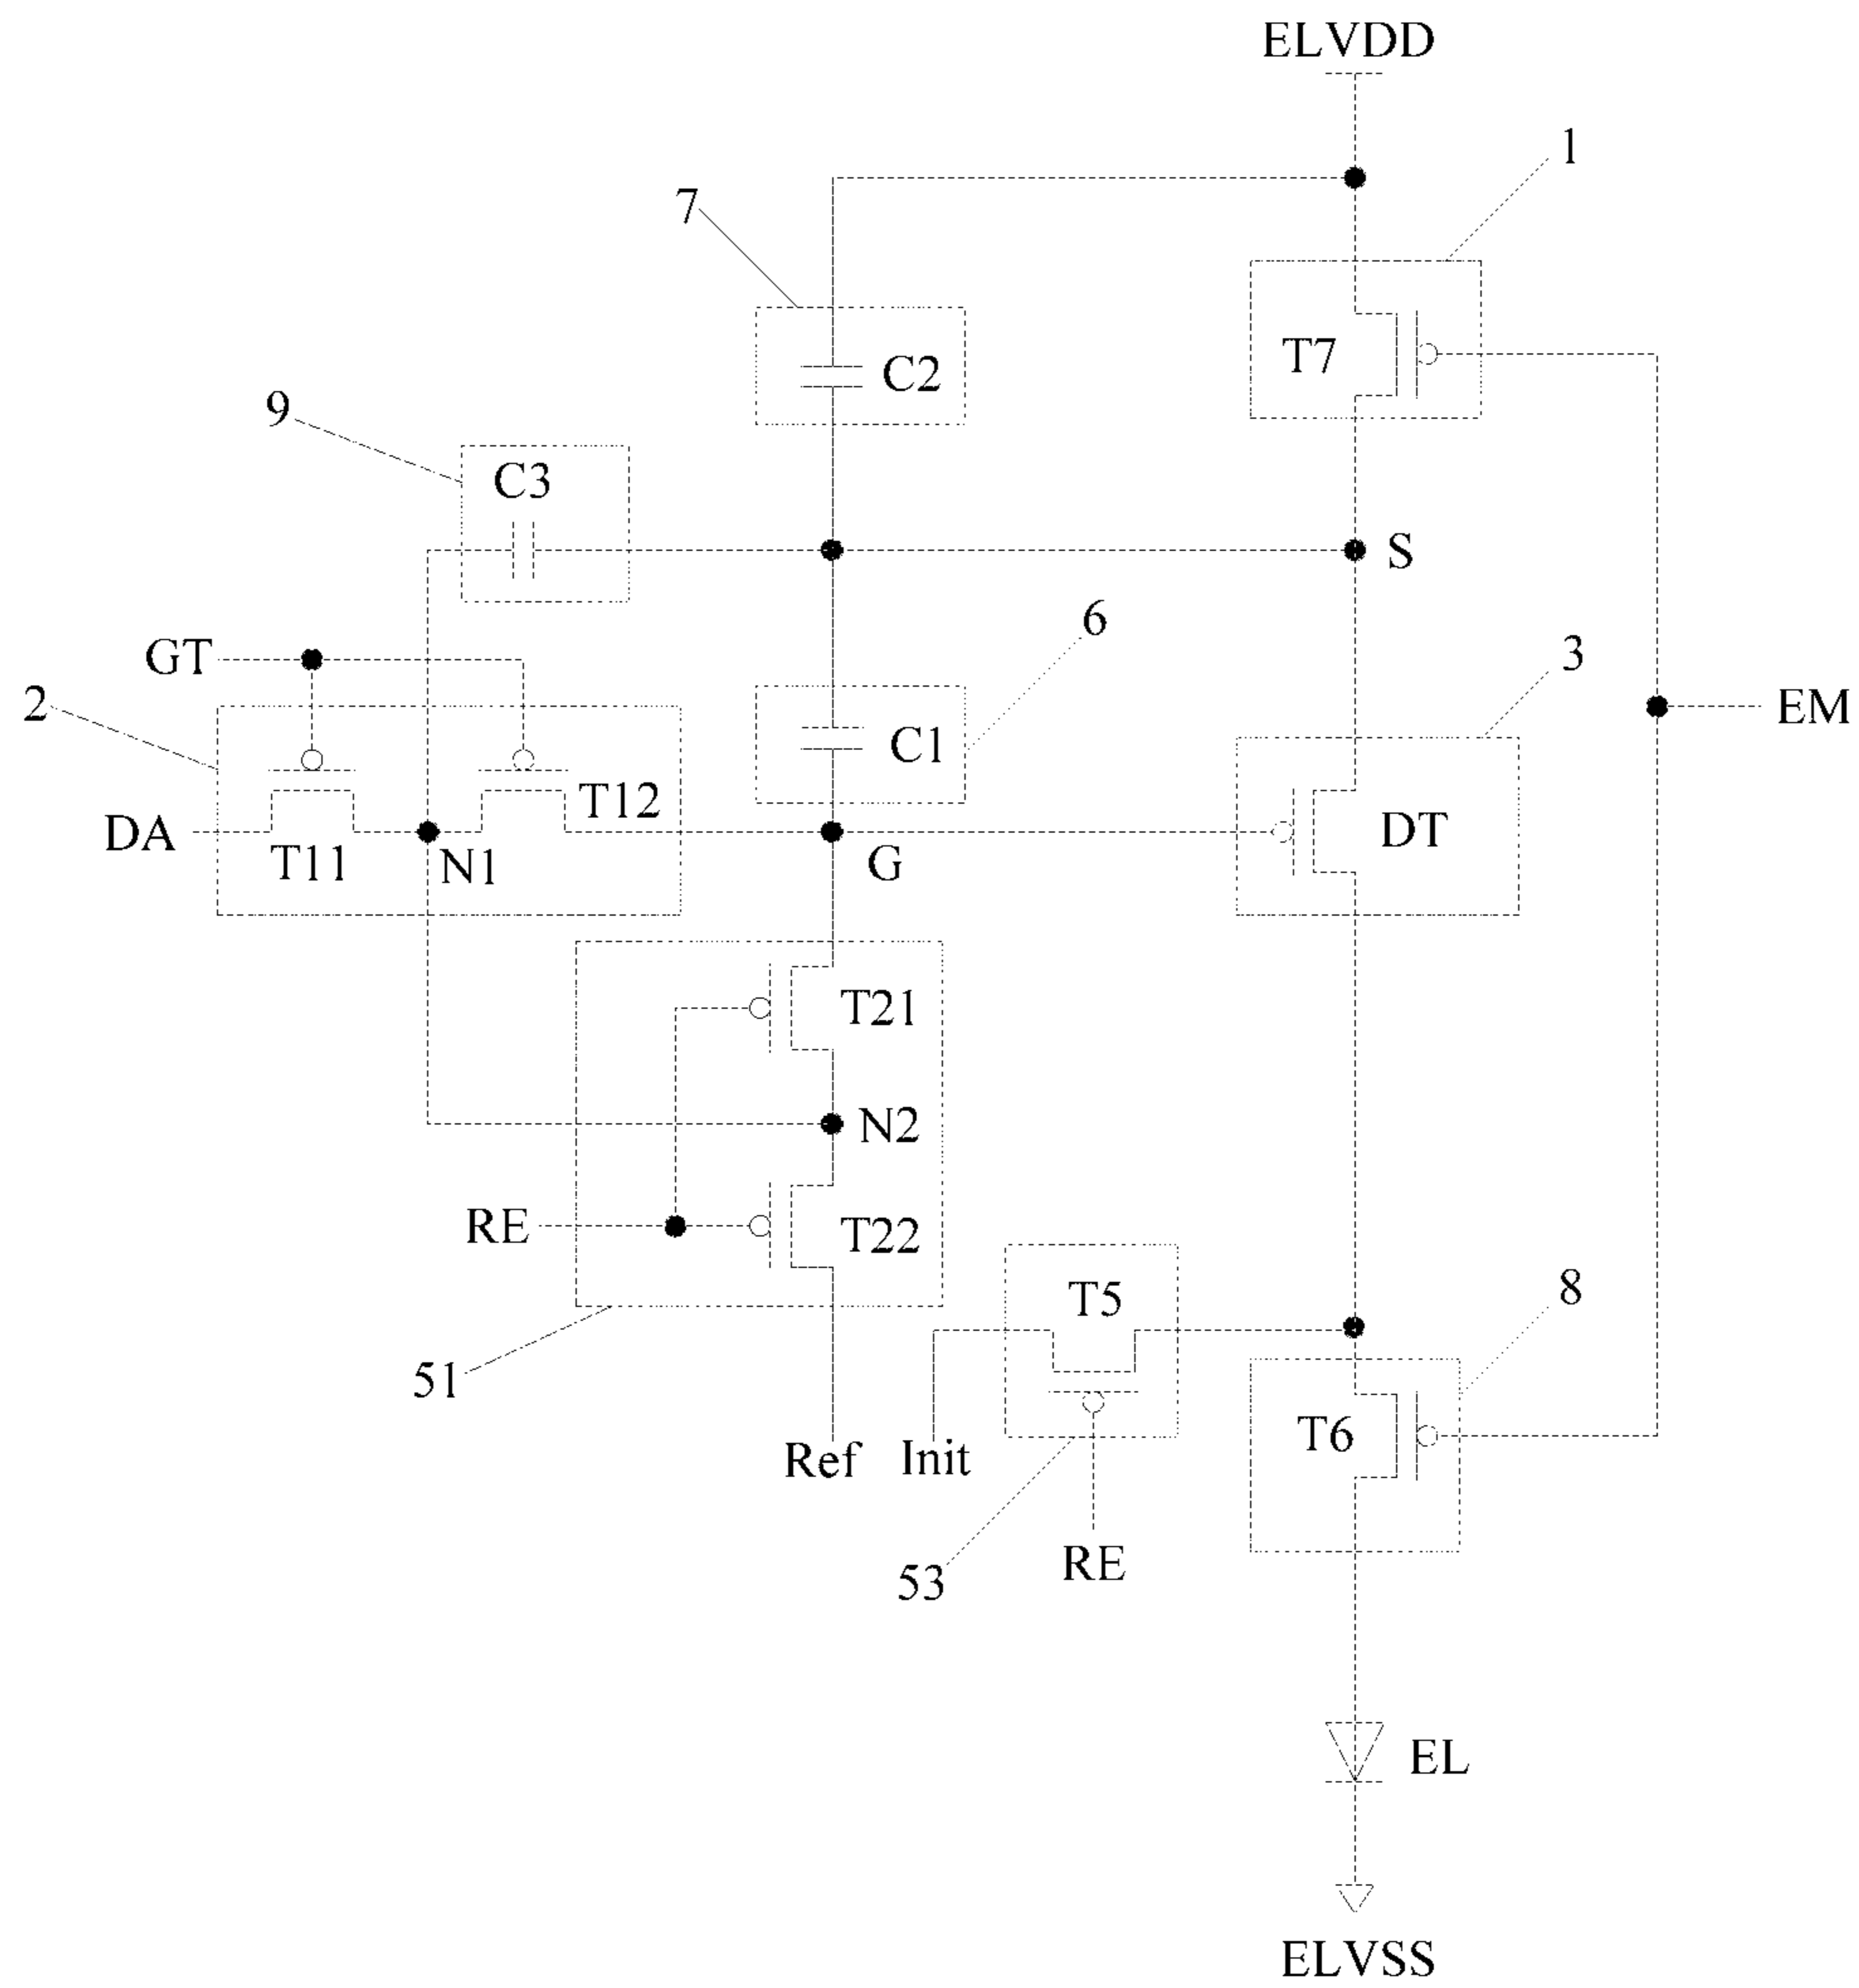 ELVDD
1
7
T7
C2
9
C3
S
6
3
GT
2
EM
C1
T12
DA
DT
T11
N1
G
T21
N2
RE
T22
T5
8
51
T6
Ref
Init
RE
53
EL
ELVSS